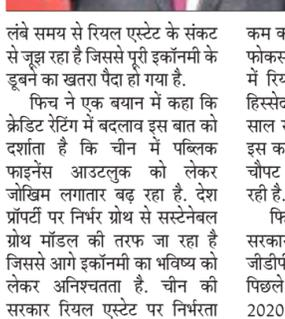 लंबे समय से रियल एस्टेट के संकट
से जूझ रहा है जिससे पूरी इकॉनमी के
डूबने का खतरा पैदा हो गया है.
फिच ने एक बयान में कहा कि
क्रेडिट रेटिंग में बदलाव इस बात को
दर्शाता है कि चीन में पब्लिक
फाइनेंस आउटलुक को लेकर
जोखिम लगातार बढ़ रहा है. देश
प्रॉपर्टी पर निर्भर ग्रोथ से सस्टेनेबल
ग्रोथ मॉडल की तरफ जा रहा है
जिससे आगे इकॉनमी का भविष्य को
लेकर अनिश्चतता है. चीन की
सरकार रियल एस्टेट पर निर्भरता
कम क
फोकस
में रि
हिस्सेद
साल
इस क
चौपट
रही है.
फि
सरकार
जीडीपी
पिछले
2020